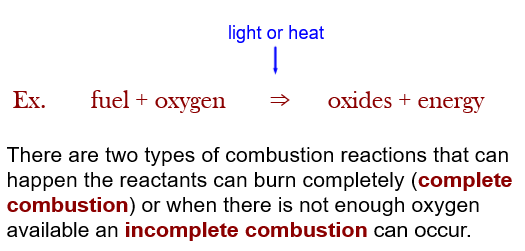 light or heat
Ex. fuel + oxygen ⇒ oxides + energy
There are two types of combustion reactions that can
happen the reactants can burn completely (complete
combustion) or when there is not enough oxygen
available an incomplete combustion can occur.